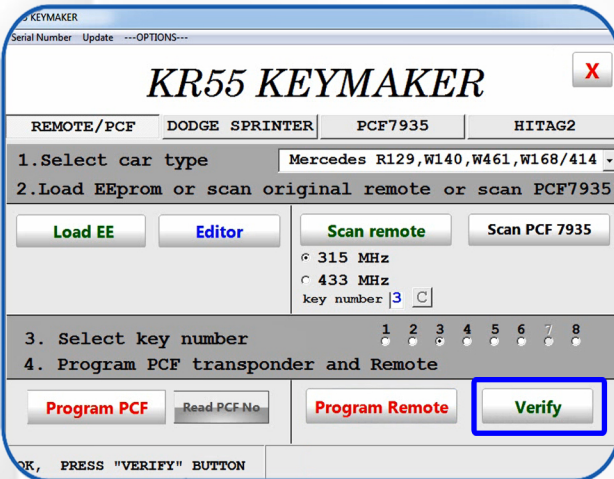 KEYMAKER
Serial Number Update ---OPTIONS---
KR55 KEYMAKER
X
REMOTE/PCF DODGE SPRINTER PCF7935 HITAG2
1.Select car type Mercedes R129,W140,W461,W168/414
2.Load EEprom or scan original remote or scan PCF7935
Load EE Editor Scan remote Scan PCF 7935
315 MHz
433 MHz
key number 3 C
1 2 3 4 5 6 7 8
3. Select key number
4. Program PCF transponder and Remote
Program PCF Read PCF No Program Remote Verify
OK, PRESS "VERIFY" BUTTON